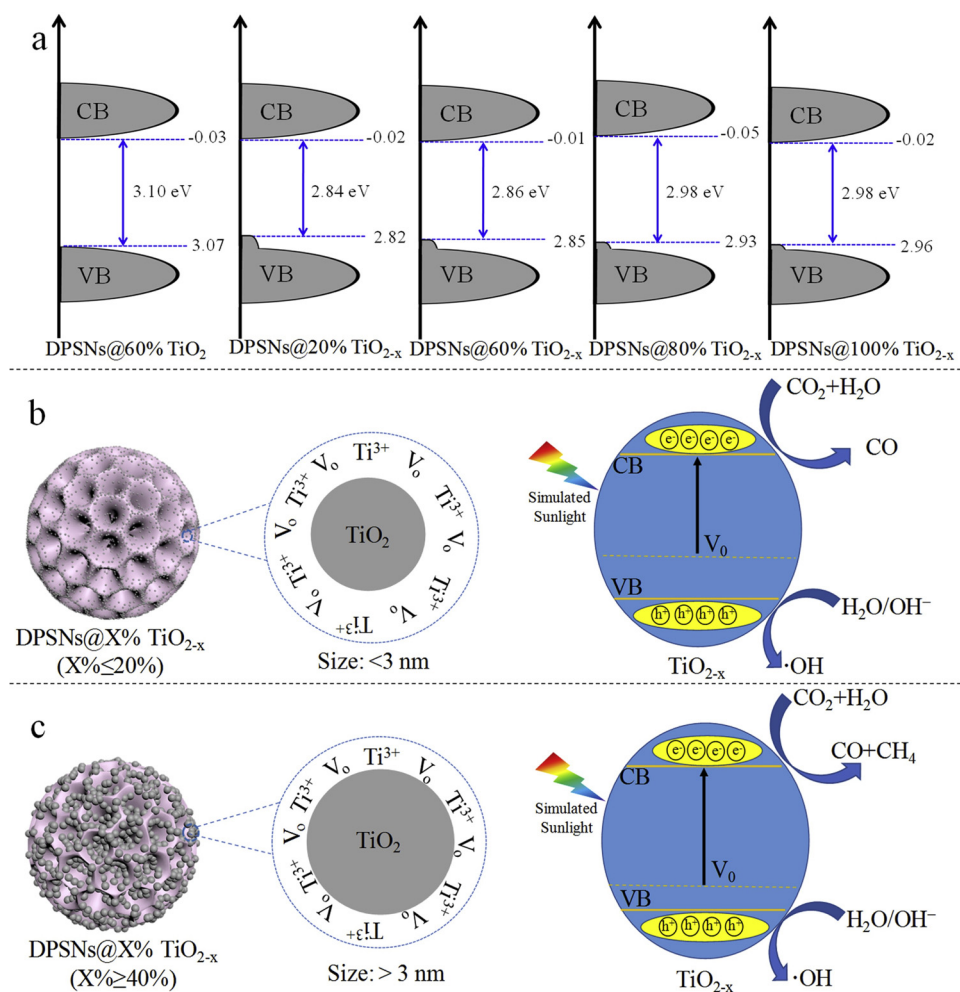 a
CB
-0.03
3.10 eV
3.07
VB
DPSNs@60% TiO2
CB
-0.02
2.84 eV
2.82
VB
DPSNs@20% TiO2-x
CB
-0.01
2.86 eV
2.85
VB
DPSNs@60% TiO2-x
CB
-0.05
2.98 eV
2.93
VB
DPSNs@80% TiO2-x
CB
-0.02
2.98 eV
2.96
VB
DPSNs@100% TiO2-x
b
DPSNs@X% TiO2-x
(X%≤20%)
Ti3+
Vo
Ti3+
Vo
Ti3+
Vo
Ti3+
Vo
Ti3+
Vo
Ti3+
Vo
TiO2
Size: <3 nm
Simulated
Sunlight
e- e- e- e-
CB
V0
VB
h+ h+ h+ h+
TiO2-x
CO2+H2O
CO
H2O/OH−
·OH
c
DPSNs@X% TiO2-x
(X%≥40%)
Ti3+
Vo
Ti3+
Vo
Ti3+
Vo
Ti3+
Vo
Ti3+
Vo
Ti3+
Vo
TiO2
Size: > 3 nm
Simulated
Sunlight
e- e- e- e-
CB
V0
VB
h+ h+ h+ h+
TiO2-x
CO2+H2O
CO+CH4
H2O/OH−
·OH